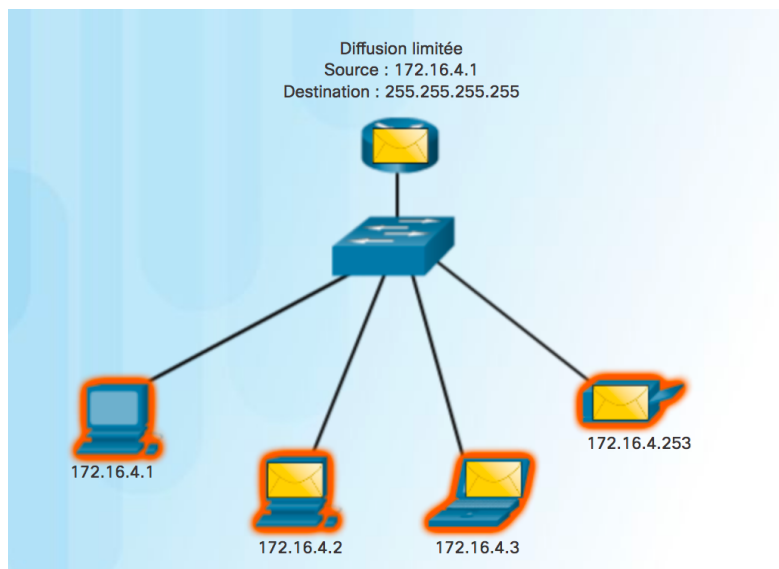 Diffusion limitée
Source : 172.16.4.1
Destination : 255.255.255.255
172.16.4.1
172.16.4.253
172.16.4.2
172.16.4.3